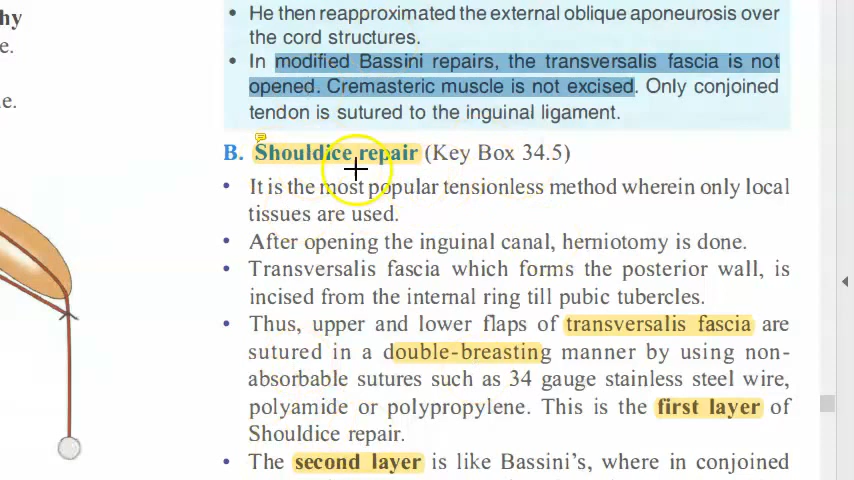 hy
e.
e.
• He then reapproximated the external oblique aponeurosis over
the cord structures.
• In modified Bassini repairs, the transversalis fascia is not
opened. Cremasteric muscle is not excised. Only conjoined
tendon is sutured to the inguinal ligament.
B. Shouldice repair (Key Box 34.5)
• It is the most popular tensionless method wherein only local
tissues are used.
• After opening the inguinal canal, herniotomy is done.
• Transversalis fascia which forms the posterior wall, is
incised from the internal ring till pubic tubercles.
• Thus, upper and lower flaps of transversalis fascia are
sutured in a double-breasting manner by using non-
absorbable sutures such as 34 gauge stainless steel wire,
polyamide or polypropylene. This is the first layer of
Shouldice repair.
• The second layer is like Bassini’s, where in conjoined